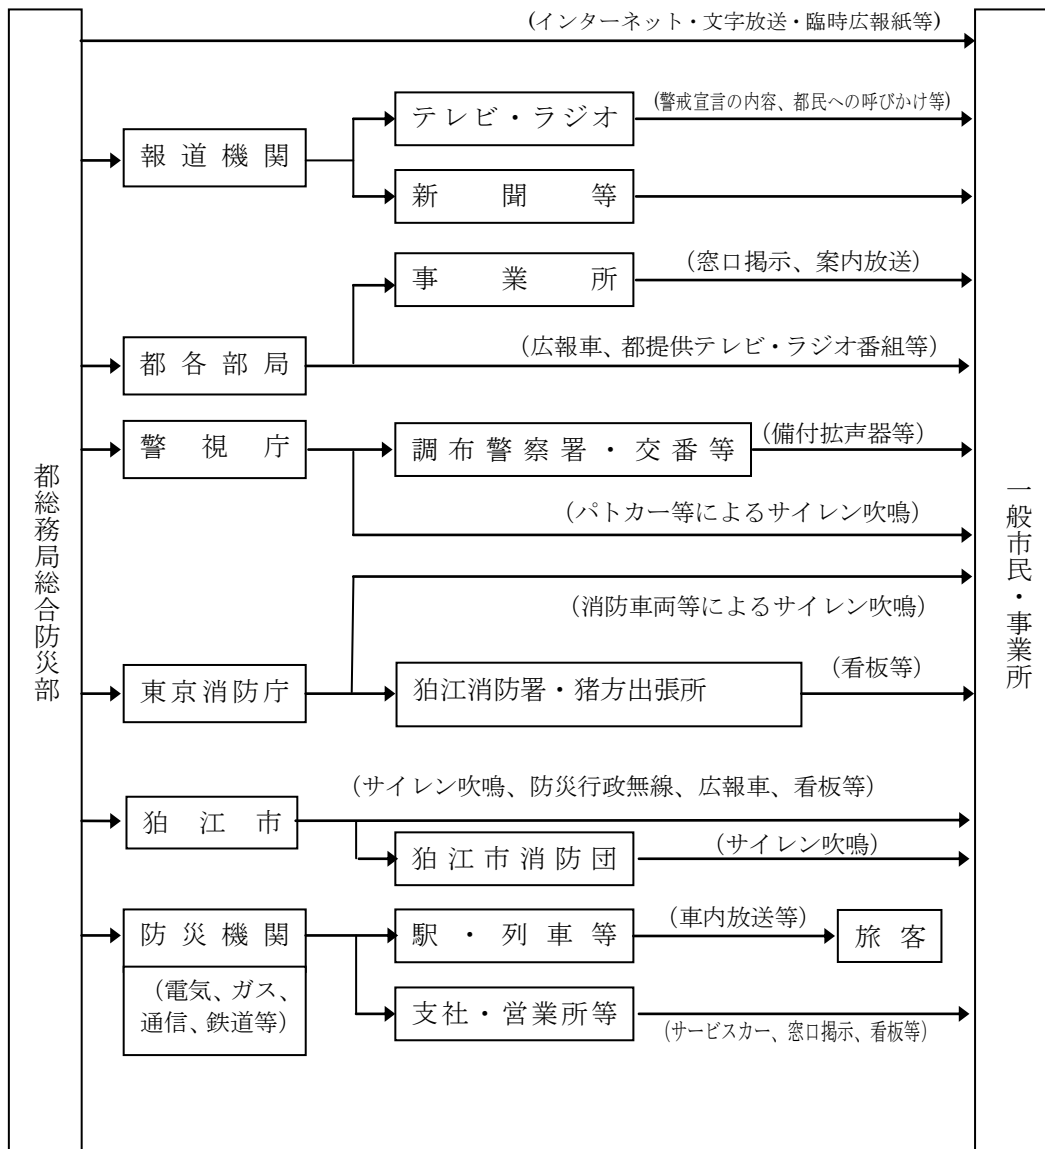 (インターネット・文字放送・臨時広報紙等)
テレビ・ラジオ
(警戒宣言の内容、都民への呼びかけ等)
報道機関
新聞等
事業所
(窓口掲示、案内放送)
都各部局
(広報車、都提供テレビ・ラジオ番組等)
警視庁
調布警察署・交番等
(備付拡声器等)
(パトカー等によるサイレン吹鳴)
都総務局総合防災部
一般市民・事業所
(消防車両等によるサイレン吹鳴)
東京消防庁
狛江消防署・猪方出張所
(看板等)
(サイレン吹鳴、防災行政無線、広報車、看板等)
狛江市
狛江市消防団
(サイレン吹鳴)
防災機関
(電気、ガス、
通信、鉄道等)
駅・列車等
(車内放送等)
旅客
支社・営業所等
(サービスカー、窓口掲示、看板等)